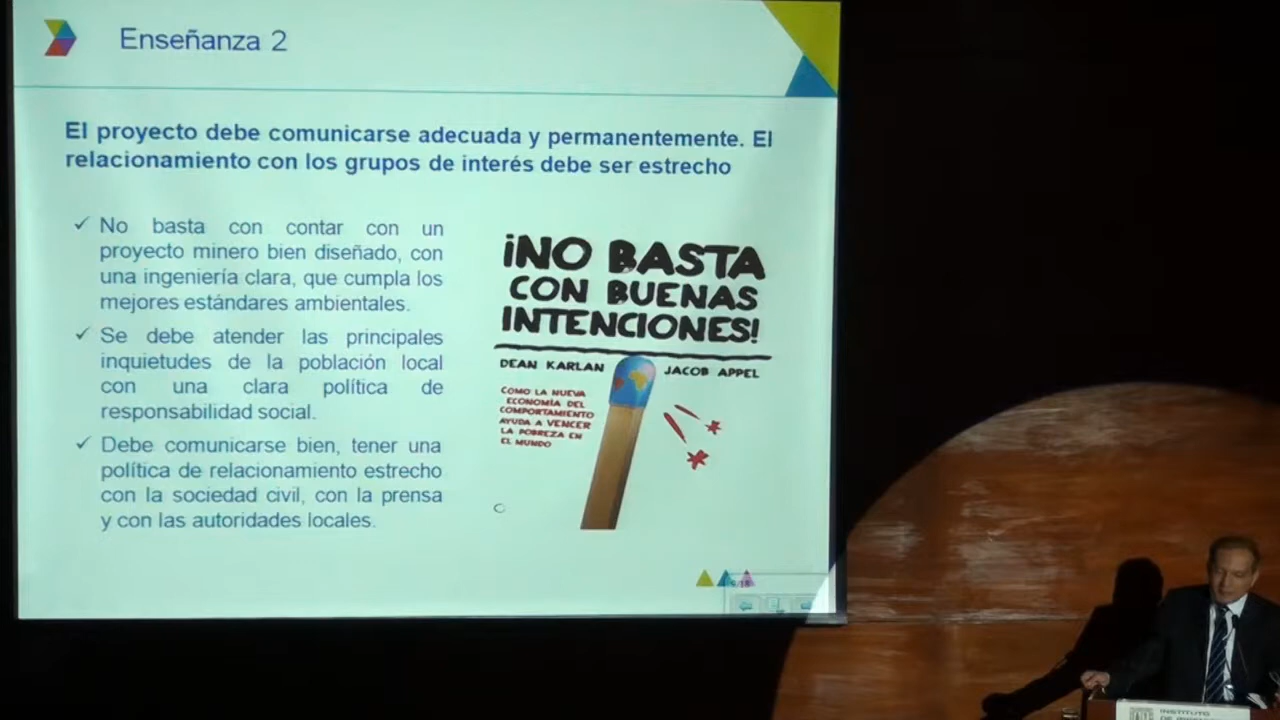 Enseñanza 2
El proyecto debe comunicarse adecuada y permanentemente. El
relacionamiento con los grupos de interés debe ser estrecho
✓ No basta con contar con un
proyecto minero bien diseñado, con
una ingeniería clara, que cumpla los
mejores estándares ambientales.
✓ Se debe atender las principales
inquietudes de la población local
con una clara política de
responsabilidad social.
✓ Debe comunicarse bien, tener una
política de relacionamiento estrecho
con la sociedad civil, con la prensa
y con las autoridades locales.
¡NO BASTA
CON BUENAS
INTENCIONES!
DEAN KARLAN JACOB APPEL
COMO LA NUEVA
ECONOMÍA DEL
COMPORTAMIENTO
AYUDA A VENCER
LA POBREZA EN
EL MUNDO
INSTITUTO